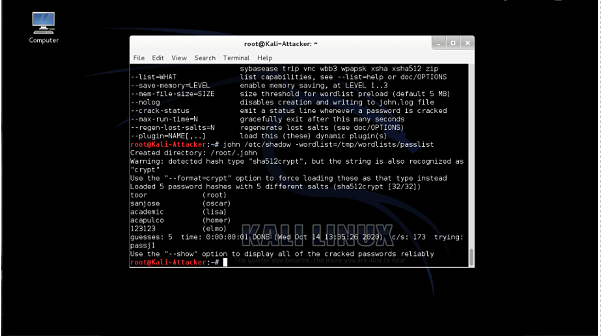 Computer
root@Kali-Attacker: ~
File Edit View Search Terminal Help
sybasease trip vnc wbb3 wpapsk xsha xsha512 zip
--list=WHAT list capabilities, see --list=help or doc/OPTIONS
--save-memory=LEVEL enable memory saving, at LEVEL 1..3
--mem-file-size=SIZE size threshold for wordlist preload (default 5 MB)
--nolog disables creation and writing to john.log file
--crack-status emit a status line whenever a password is cracked
--max-run-time=N gracefully exit after this many seconds
--regen-lost-salts=N regenerate lost salts (see doc/OPTIONS)
--plugin=NAME[,..] load this (these) dynamic plugin(s)
root@Kali-Attacker:~# john /etc/shadow -wordlist=/tmp/wordlists/passlist
Created directory: /root/.john
Warning: detected hash type "sha512crypt", but the string is also recognized as
"crypt"
Use the "--format=crypt" option to force loading these as that type instead
Loaded 5 password hashes with 5 different salts (sha512crypt [32/32])
toor (root)
sanjose (oscar)
academic (lisa)
acapulco (homer)
123123 (elmo)
guesses: 5 time: 0:00:00:01 DONE (Wed Oct 14 13:35:26 2020) c/s: 173 trying:
passj1
Use the "--show" option to display all of the cracked passwords reliably
root@Kali-Attacker:~#
KALI LINUX